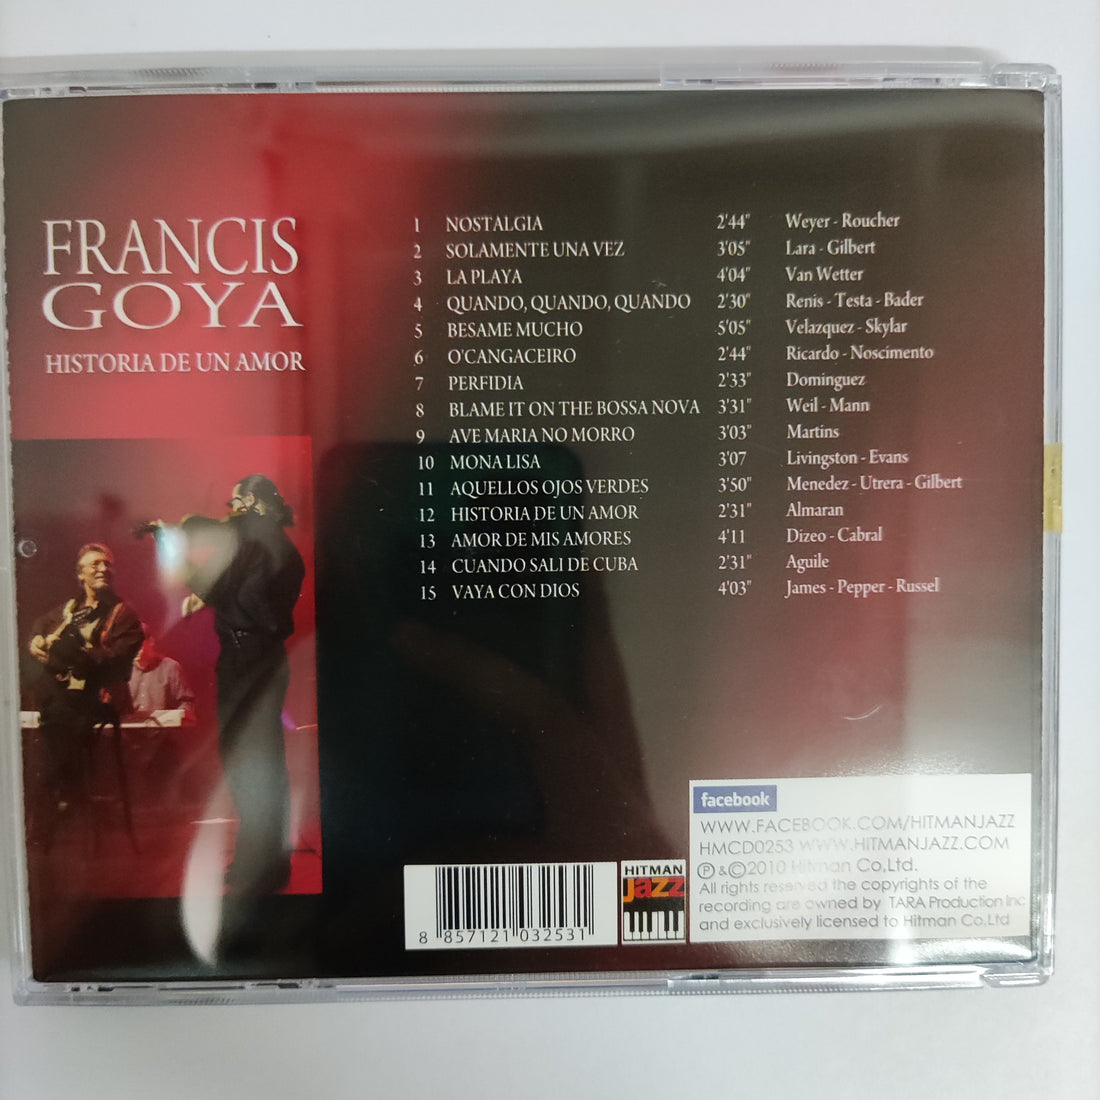 FRANCIS
GOYA
HISTORIA DE UN AMOR
1 NOSTALGIA 2'44" Weyer - Roucher
2 SOLAMENTE UNA VEZ 3'05" Lara - Gilbert
3 LA PLAYA 4'04" Van Wetter
4 QUANDO, QUANDO, QUANDO 2'30" Renis - Testa - Bader
5 BESAME MUCHO 5'05" Velazquez - Skylar
6 O'CANGACEIRO 2'44" Ricardo - Noscimento
7 PERFIDIA 2'33" Dominguez
8 BLAME IT ON THE BOSSA NOVA 3'31" Weil - Mann
9 AVE MARIA NO MORRO 3'03" Martins
10 MONA LISA 3'07 Livingston - Evans
11 AQUELLOS OJOS VERDES 3'50" Menedez - Utrera - Gilbert
12 HISTORIA DE UN AMOR 2'31" Almaran
13 AMOR DE MIS AMORES 4'11 Dizeo - Cabral
14 CUANDO SALI DE CUBA 2'31" Aguile
15 VAYA CON DIOS 4'03" James - Pepper - Russel
8 857121 032531
HITMAN
jazz
facebook
WWW.FACEBOOK.COM/HITMANJAZZ
HMCD0253 WWW.HITMANJAZZ.COM
Ⓟ & ©2010 Hitman Co,Ltd.
All rights reserved the copyrights of the
recording are owned by TARA Production Inc
and exclusively licensed to Hitman Co,Ltd